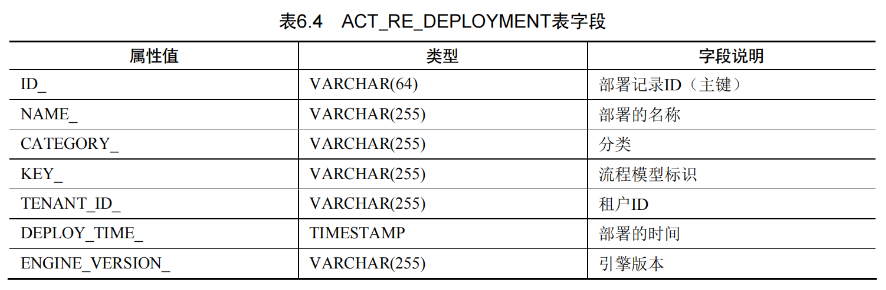 表6.4 ACT_RE_DEPLOYMENT表字段
属性值 类型 字段说明
ID_ VARCHAR(64) 部署记录ID（主键）
NAME_ VARCHAR(255) 部署的名称
CATEGORY_ VARCHAR(255) 分类
KEY_ VARCHAR(255) 流程模型标识
TENANT_ID_ VARCHAR(255) 租户ID
DEPLOY_TIME_ TIMESTAMP 部署的时间
ENGINE_VERSION_ VARCHAR(255) 引擎版本